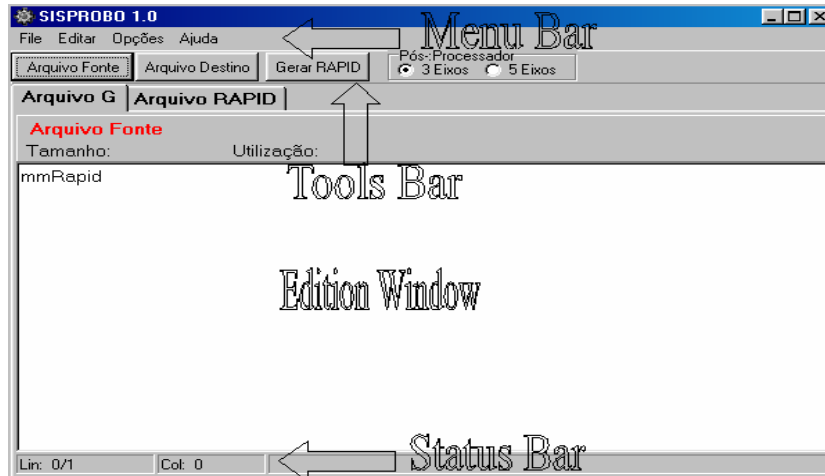 SISPROBO 1.0
File Editar Opções Ajuda
Menu Bar
Arquivo Fonte Arquivo Destino Gerar RAPID
Pós-:Processador
3 Eixos 5 Eixos
Arquivo G Arquivo RAPID
Arquivo Fonte
Tamanho: Utilização:
mmRapid
Tools Bar
Edition Window
Status Bar
Lin: 0/1 Col: 0